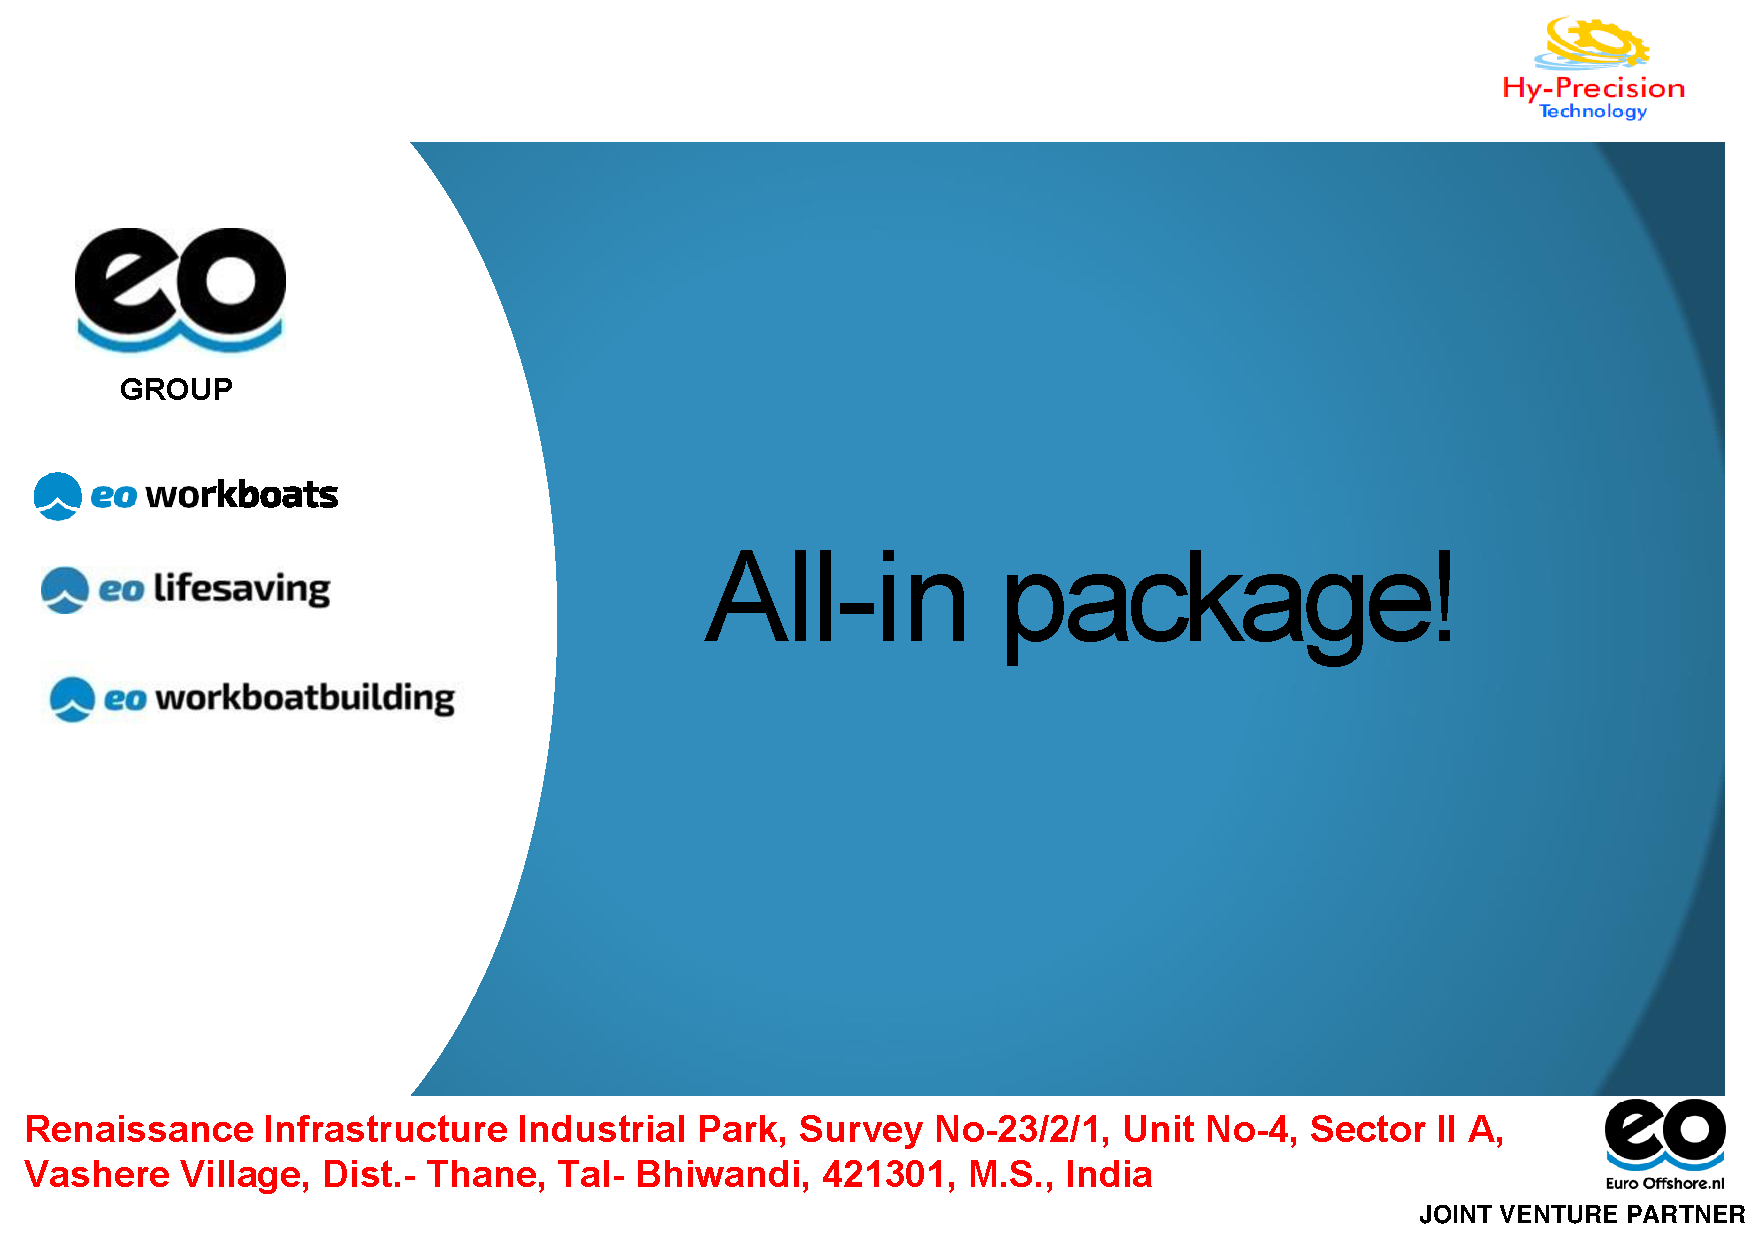 Hy-Precision
Technology
eo
GROUP
eo workboats
eo lifesaving
eo workboatbuilding
All-in package!
Renaissance Infrastructure Industrial Park, Survey No-23/2/1, Unit No-4, Sector II A,
Vashere Village, Dist.- Thane, Tal- Bhiwandi, 421301, M.S., India
eo
Euro Offshore.nl
JOINT VENTURE PARTNER